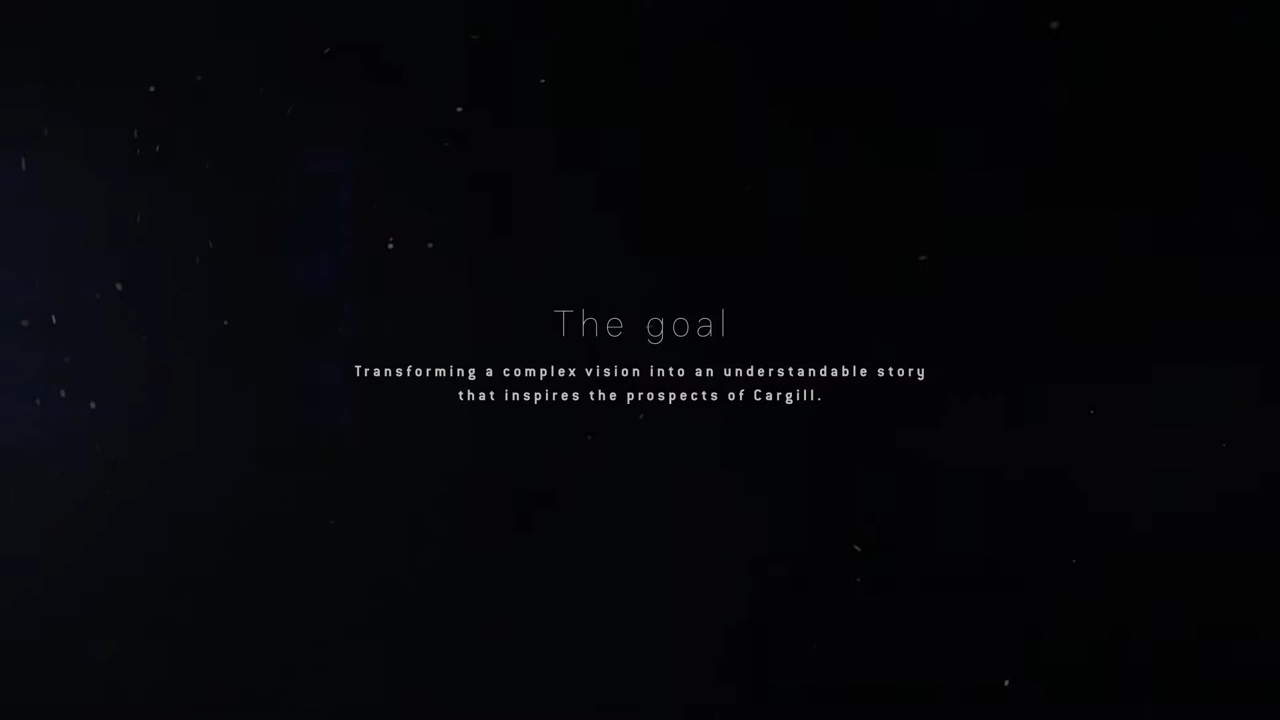 The goal
Transforming a complex vision into an understandable story
that inspires the prospects of Cargill.